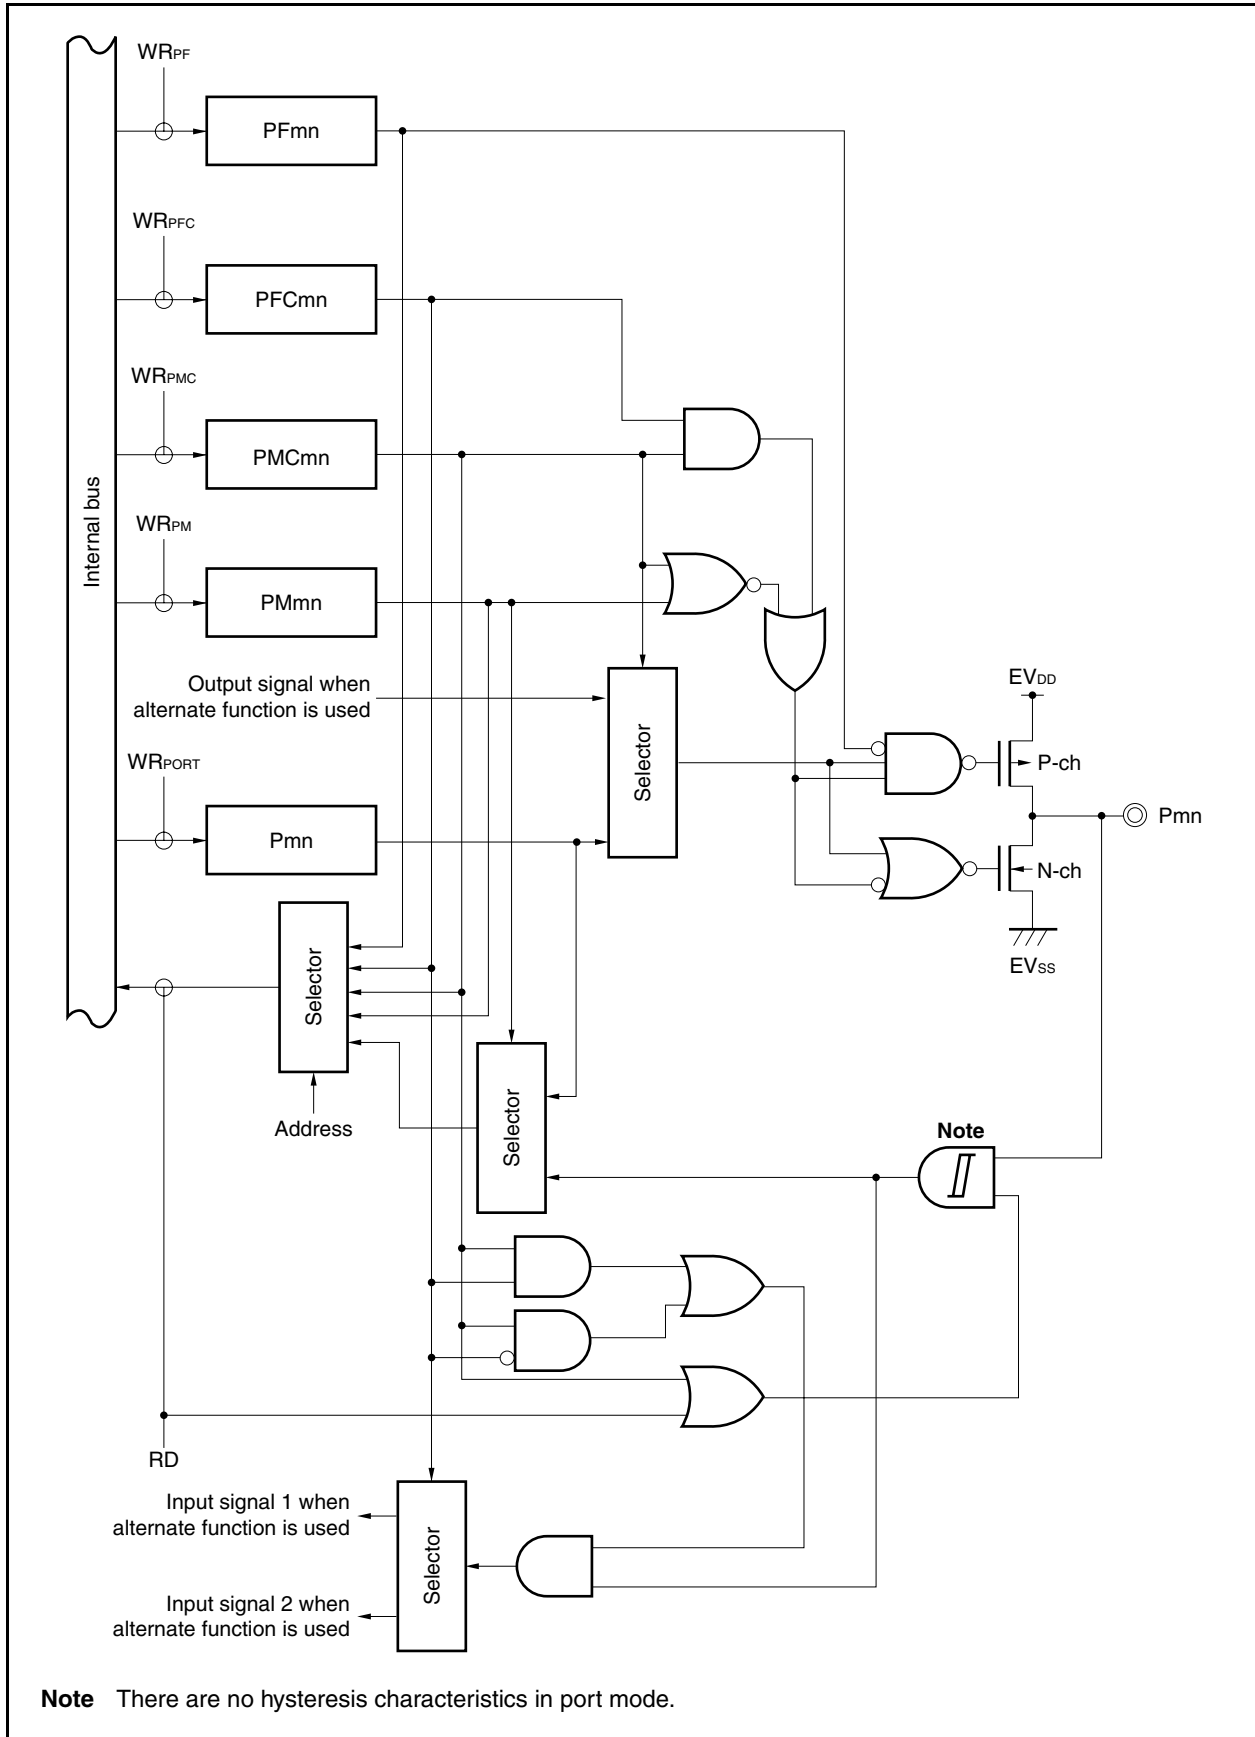 WRPF
PFmn
WRPFC
PFCmn
WRPMC
PMCmn
Internal bus
WRPM
PMmn
Output signal when
alternate function is used
Selector
EVDD
P-ch
WRPORT
Pmn
Pmn
N-ch
EVSS
Selector
Address
Selector
Note
RD
Input signal 1 when
alternate function is used
Selector
Input signal 2 when
alternate function is used
Note There are no hysteresis characteristics in port mode.